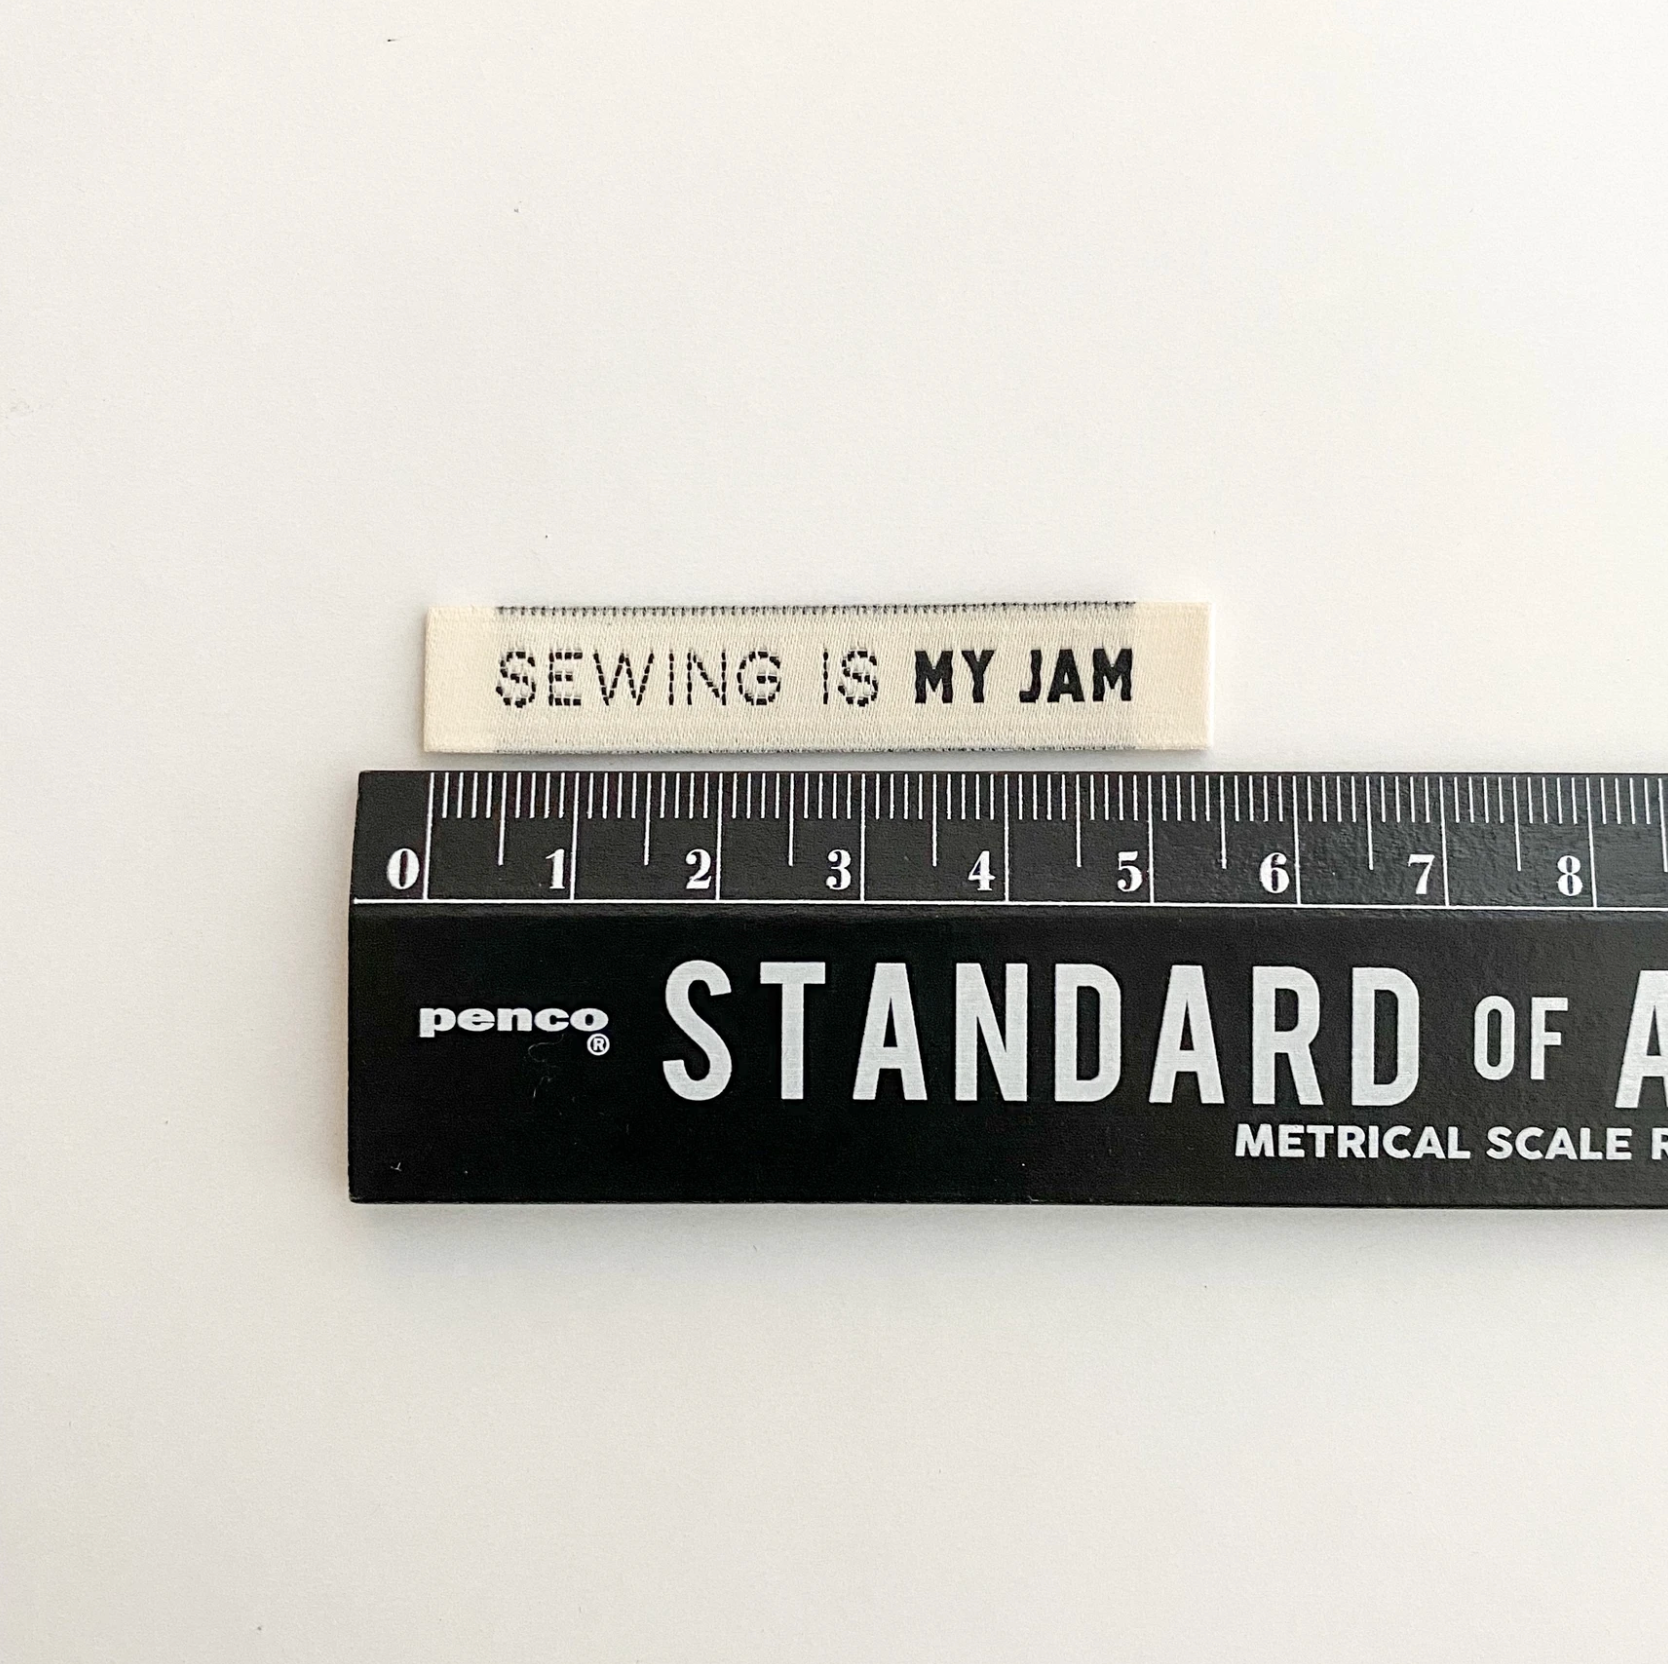 SEWING IS MY JAM
0 1 2 3 4 5 6 7 8
penco®
STANDARD OF A
METRICAL SCALE R